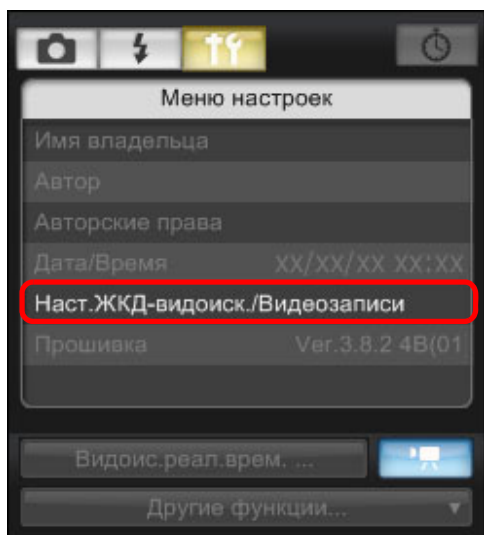 Меню настроек
Имя владельца
Автор
Авторские права
Дата/Время XX/XX/XX XX:XX
Наст.ЖКД-видоиск./Видеозаписи
Прошивка Ver.3.8.2 4B(01
Видоис.реал.врем. ...
Другие функции...